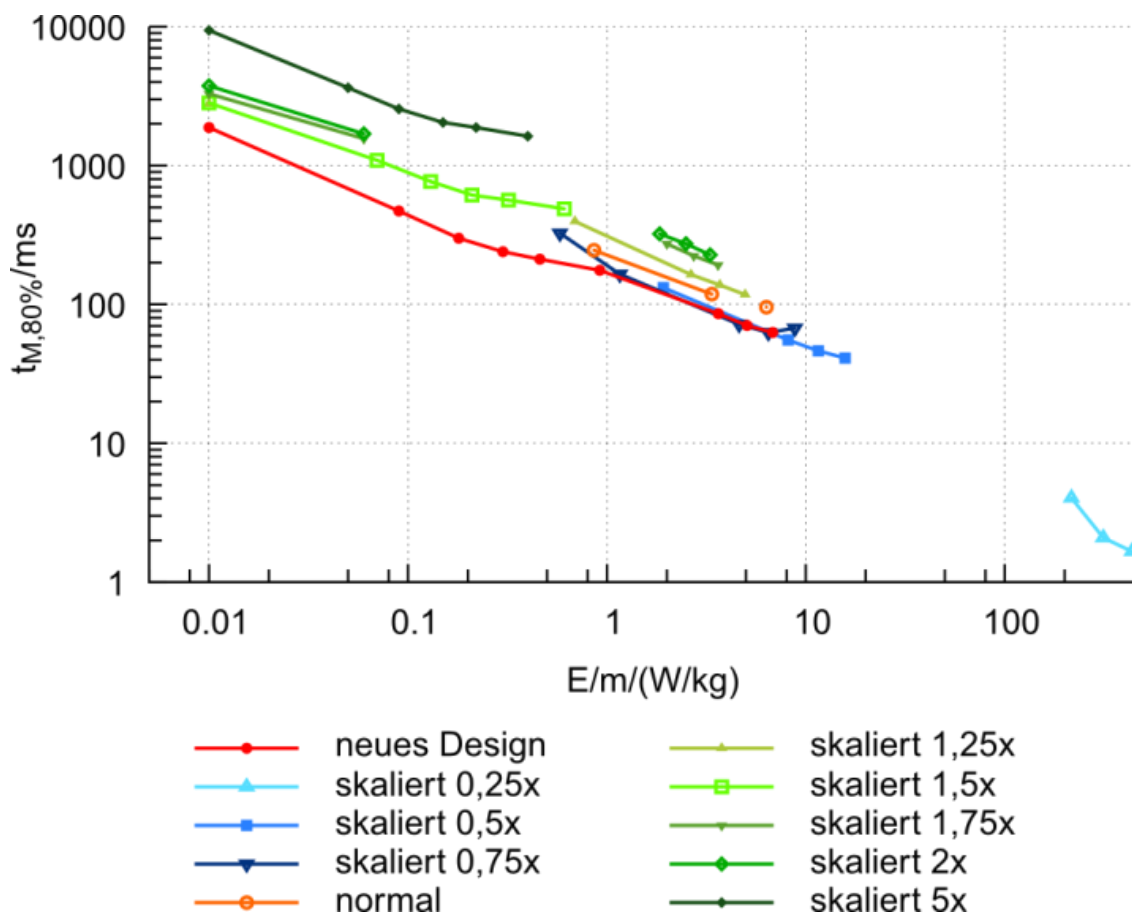 10000
1000
100
10
1
t_M,80%/ms
0.01 0.1 1 10 100
E/m/(W/kg)
neues Design
skaliert 0,25x
skaliert 0,5x
skaliert 0,75x
normal
skaliert 1,25x
skaliert 1,5x
skaliert 1,75x
skaliert 2x
skaliert 5x